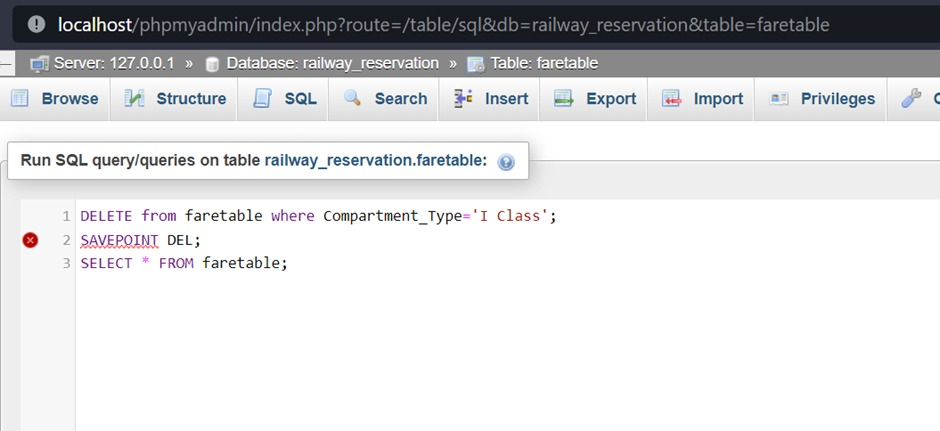 localhost/phpmyadmin/index.php?route=/table/sql&db=railway_reservation&table=faretable
Server: 127.0.0.1 » Database: railway_reservation » Table: faretable
Browse Structure SQL Search Insert Export Import Privileges
Run SQL query/queries on table railway_reservation.faretable:
1 DELETE from faretable where Compartment_Type='I Class';
2 SAVEPOINT DEL;
3 SELECT * FROM faretable;